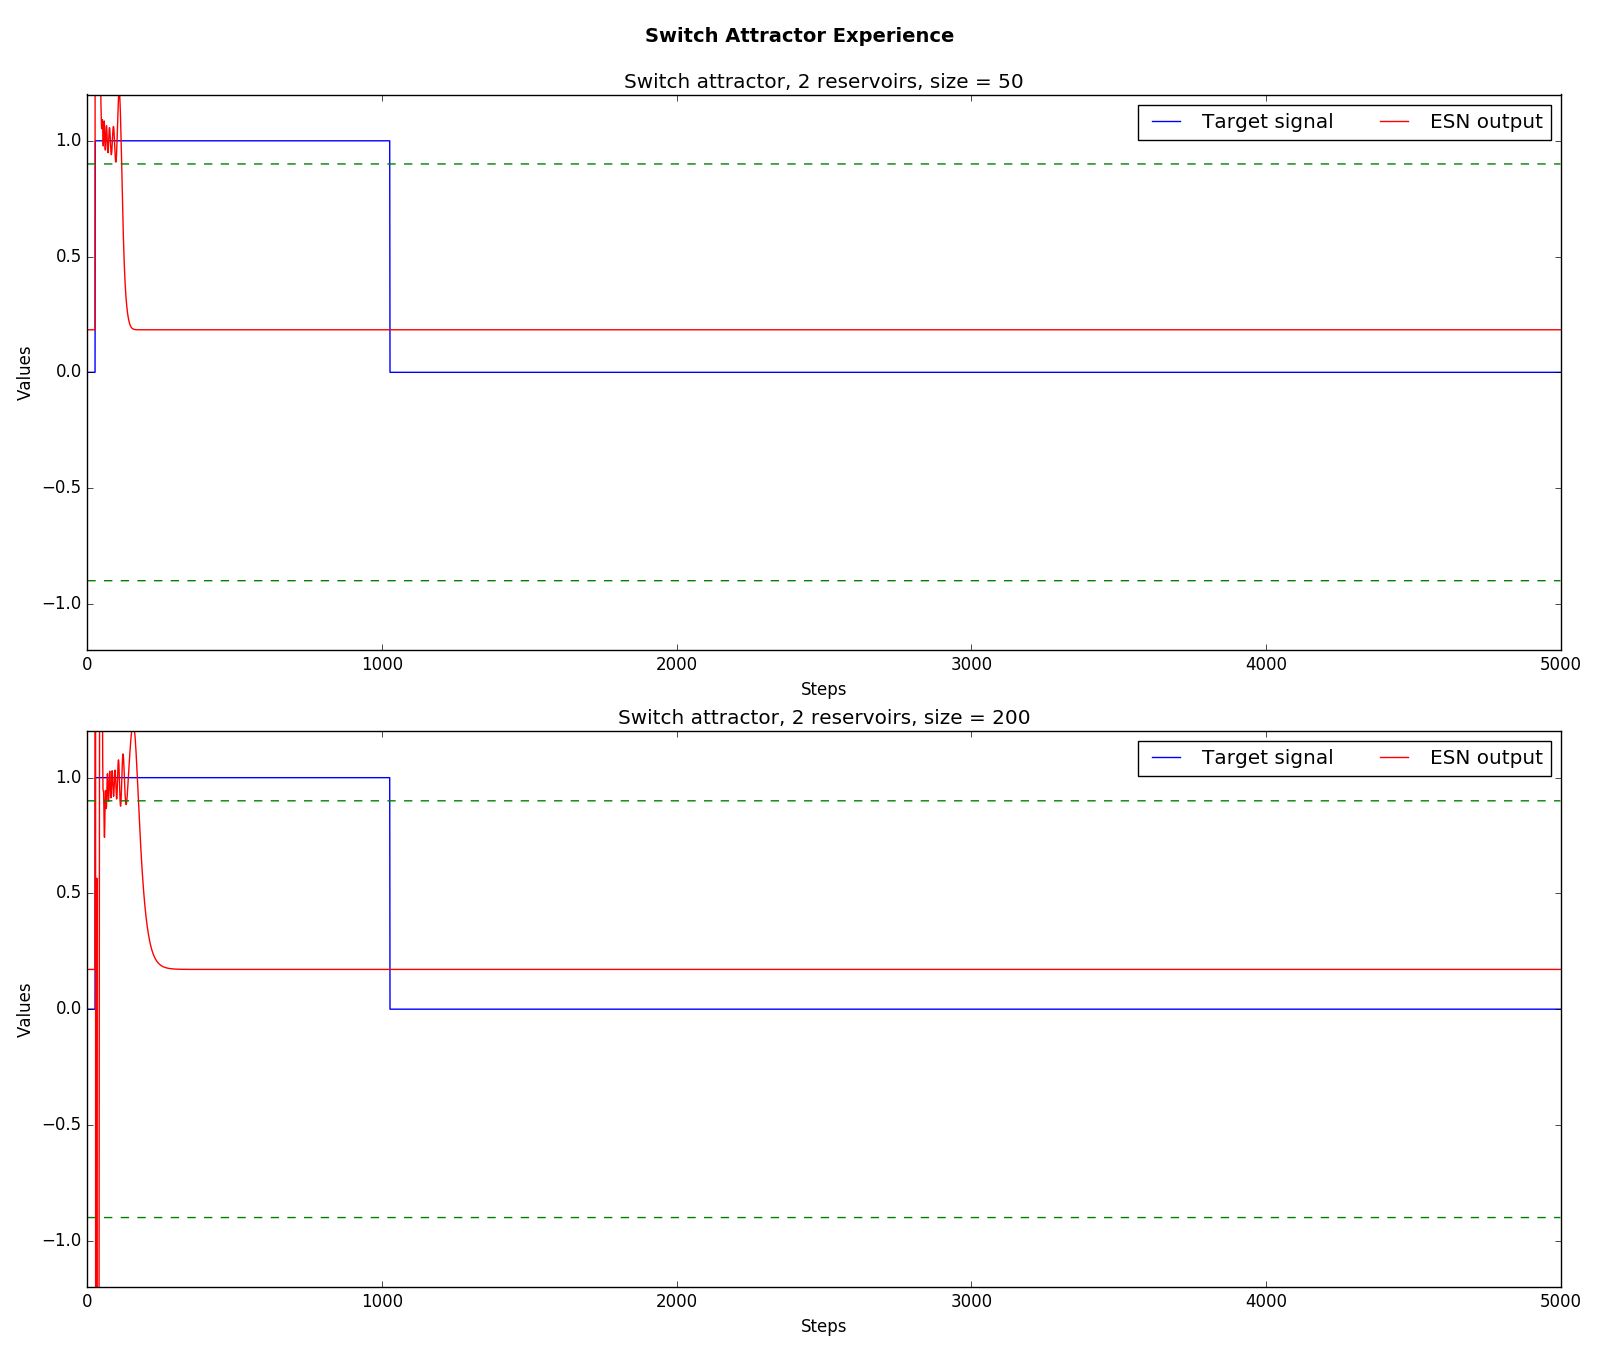 Switch Attractor Experience
Switch attractor, 2 reservoirs, size = 50
Target signal ESN output
1.0
0.5
0.0
−0.5
−1.0
Values
0 1000 2000 3000 4000 5000
Steps
Switch attractor, 2 reservoirs, size = 200
Target signal ESN output
1.0
0.5
0.0
−0.5
−1.0
Values
0 1000 2000 3000 4000 5000
Steps